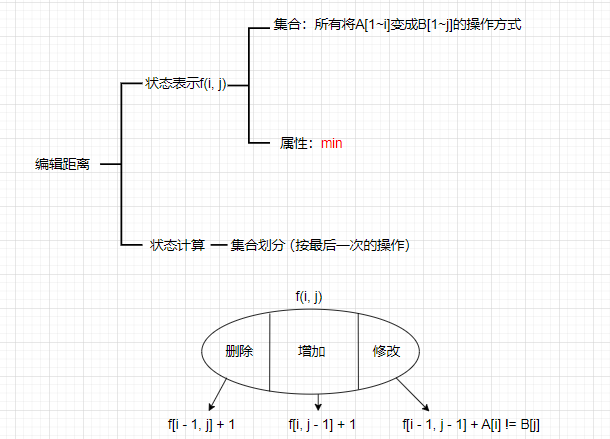 集合：所有将A[1~i]变成B[1~j]的操作方式
状态表示f(i, j)
属性：min
编辑距离
状态计算
集合划分（按最后一次的操作）
f(i, j)
删除
增加
修改
f[i - 1, j] + 1
f[i, j - 1] + 1
f[i - 1, j - 1] + A[i] != B[j]